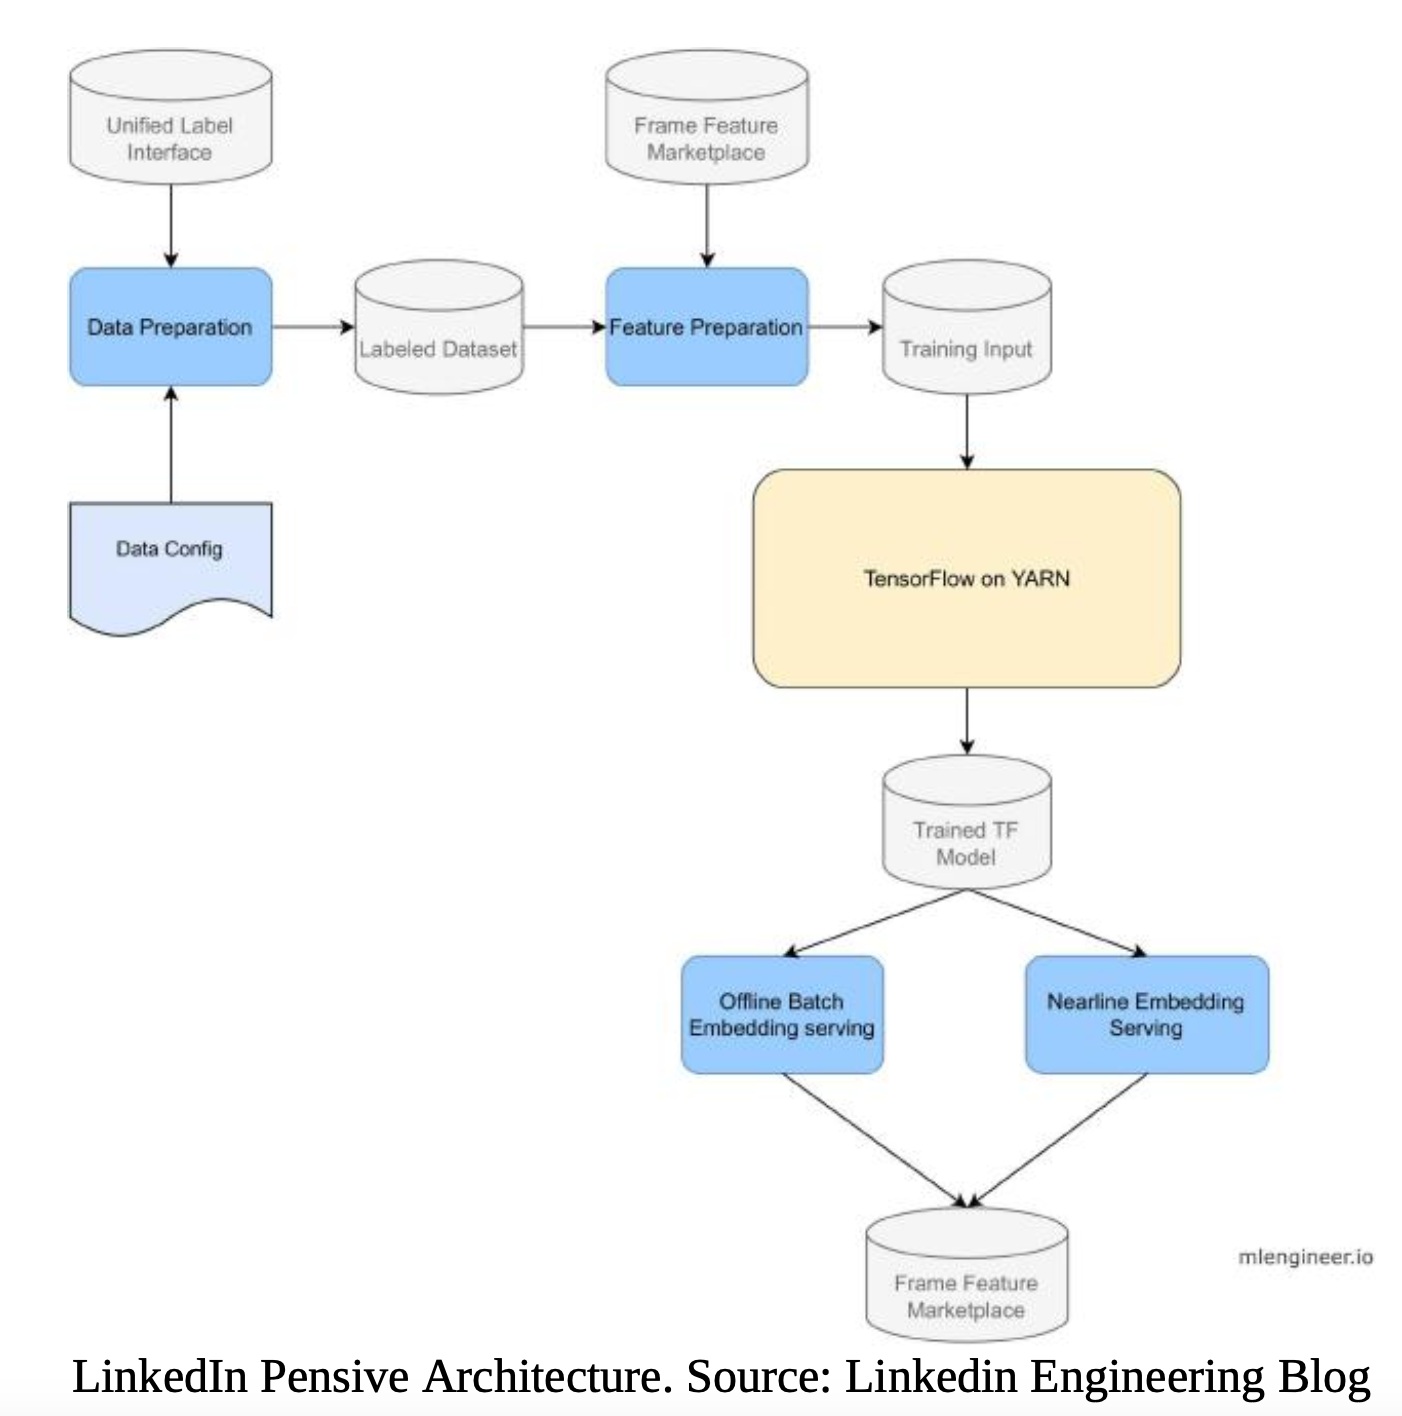 Unified Label
Interface
Frame Feature
Marketplace
Data Preparation
Labeled Dataset
Feature Preparation
Training Input
Data Config
TensorFlow on YARN
Trained TF
Model
Offline Batch
Embedding serving
Nearline Embedding
Serving
Frame Feature
Marketplace
mlengineer.io
LinkedIn Pensive Architecture. Source: Linkedin Engineering Blog